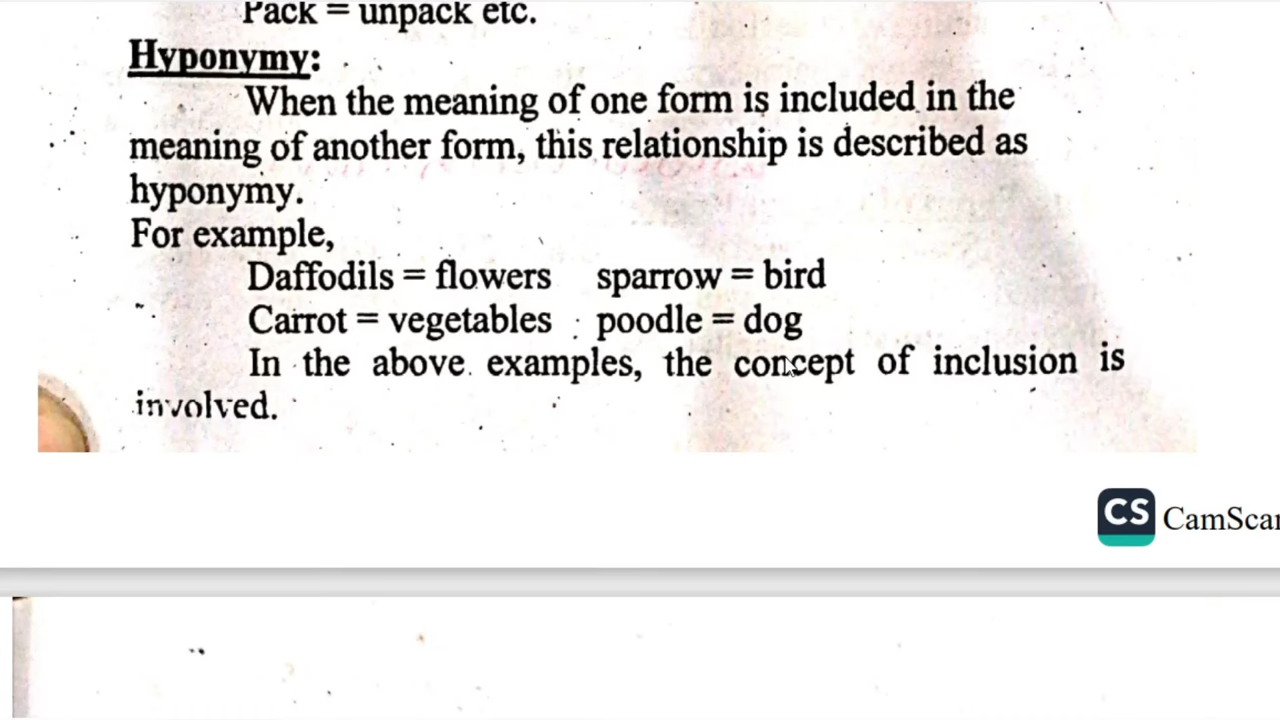 Pack = unpack etc.
Hyponymy:
When the meaning of one form is included in the
meaning of another form, this relationship is described as
hyponymy.
For example,
Daffodils = flowers sparrow = bird
Carrot = vegetables poodle = dog
In the above examples, the concept of inclusion is
involved.
CS CamScan